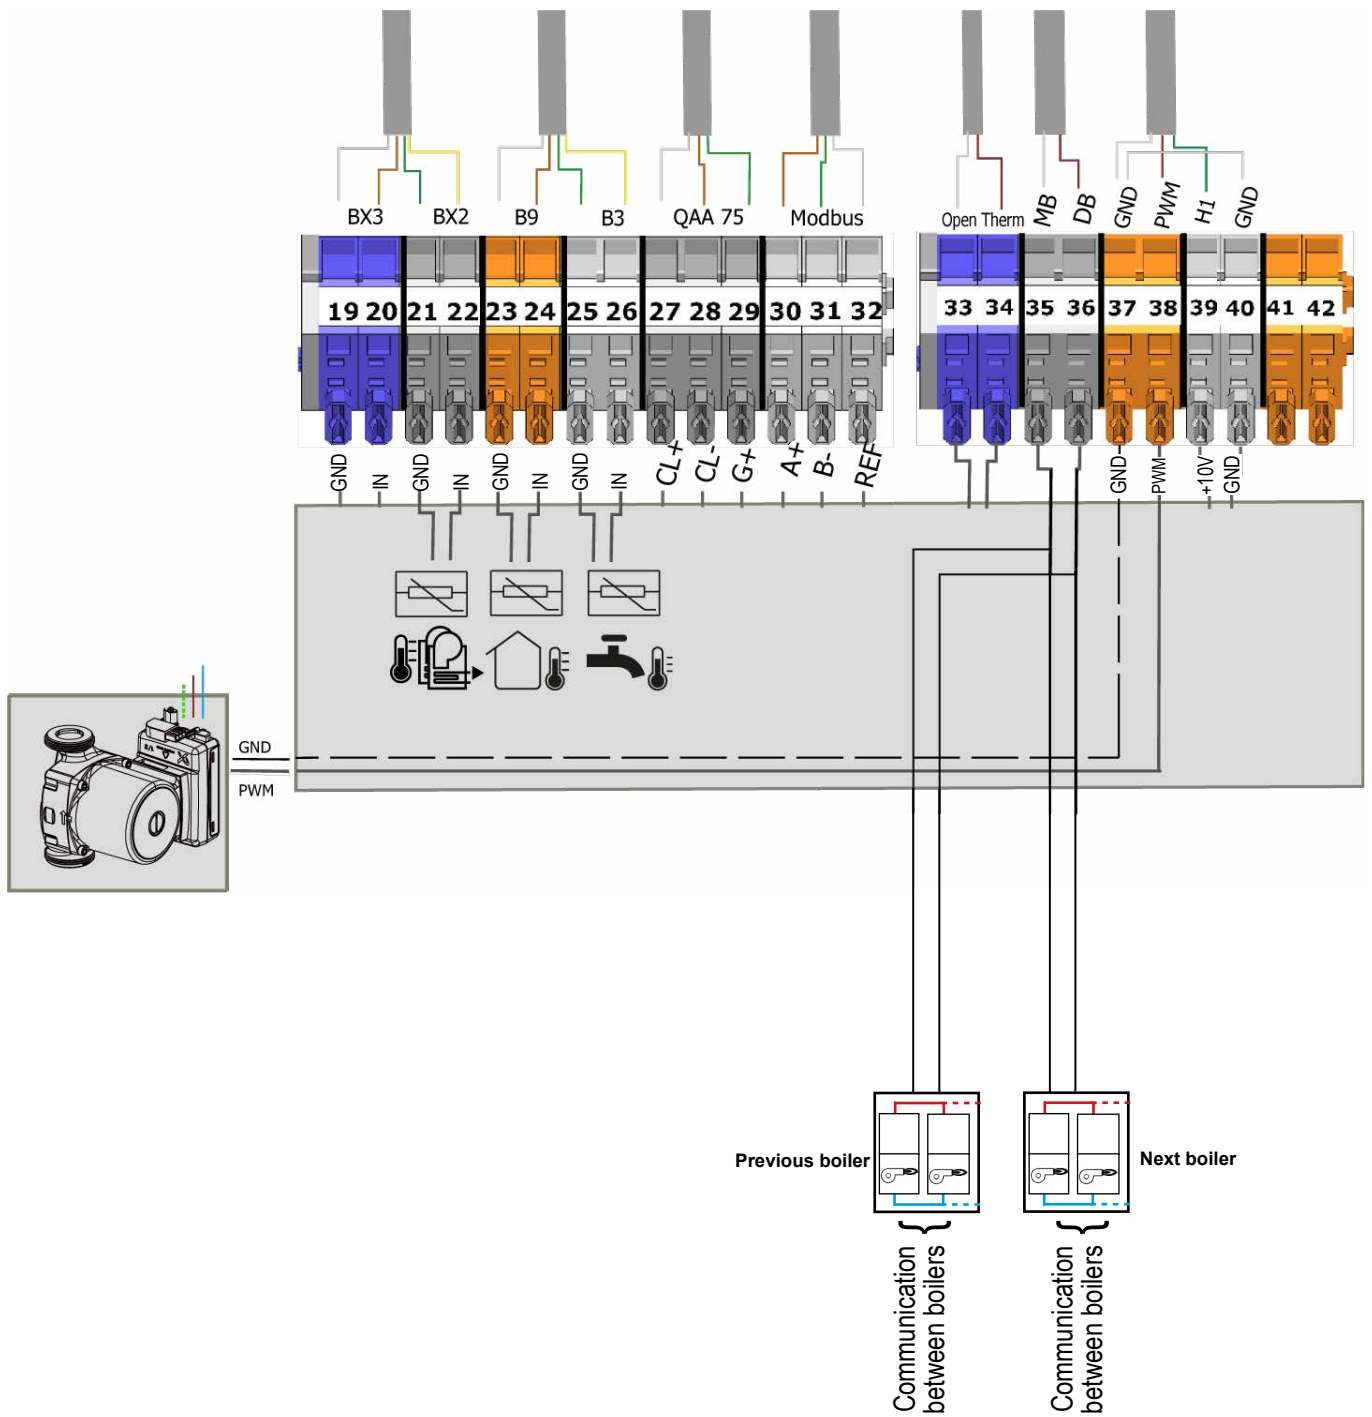 BX3 BX2 B9 B3 QAA 75 Modbus Open Therm MB DB GND PWM H1 GND
19 20 21 22 23 24 25 26 27 28 29 30 31 32 33 34 35 36 37 38 39 40 41 42
GND IN GND IN GND IN GND IN CL+ CL- G+ A+ B- REF GND PWM +10V GND
GND
PWM
Previous boiler
Next boiler
Communication
between boilers
Communication
between boilers